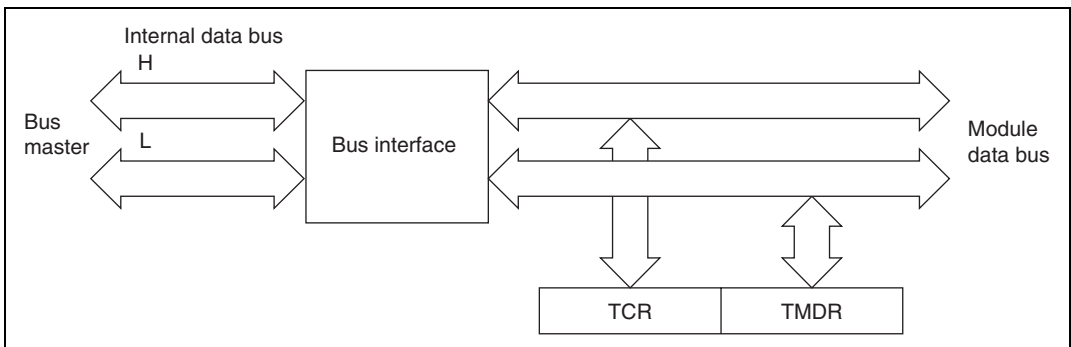 Internal data bus
H
Bus
master
L
Bus interface
Module
data bus
TCR
TMDR